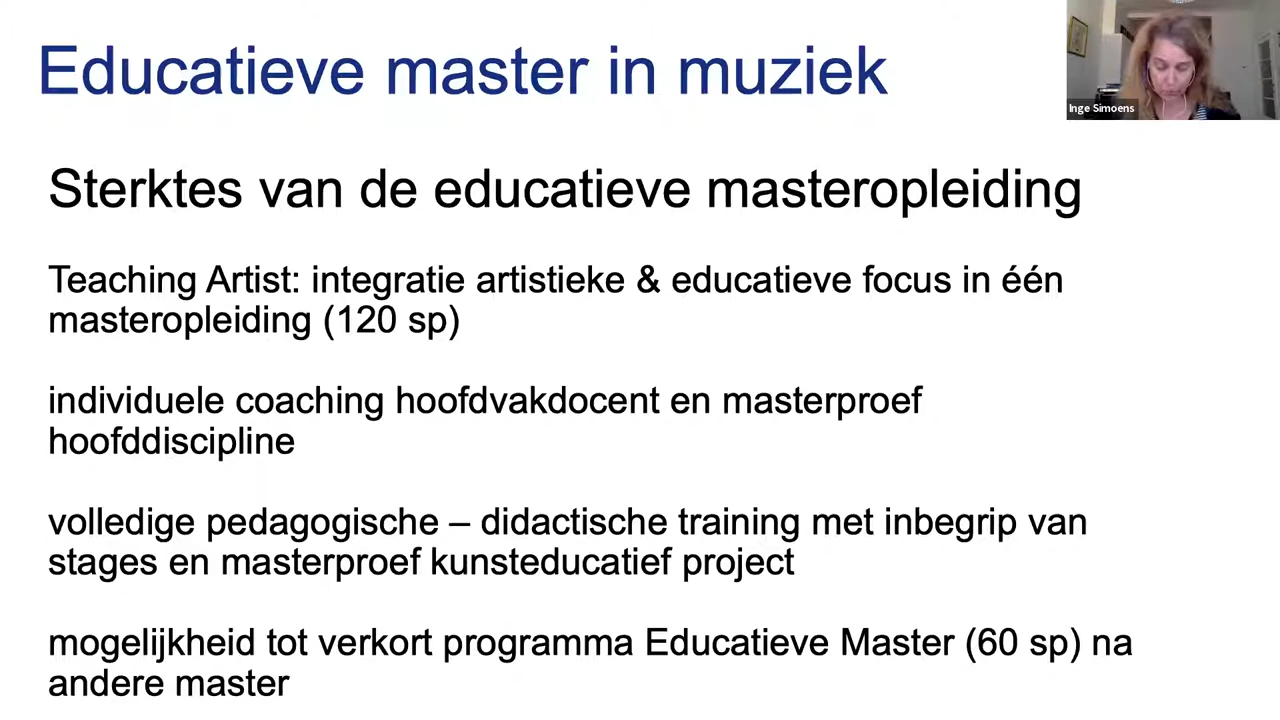 Educatieve master in muziek
Inge Simoens
Sterktes van de educatieve masteropleiding
Teaching Artist: integratie artistieke & educatieve focus in één
masteropleiding (120 sp)
individuele coaching hoofdvakdocent en masterproef
hoofddiscipline
volledige pedagogische – didactische training met inbegrip van
stages en masterproef kunsteducatief project
mogelijkheid tot verkort programma Educatieve Master (60 sp) na
andere master